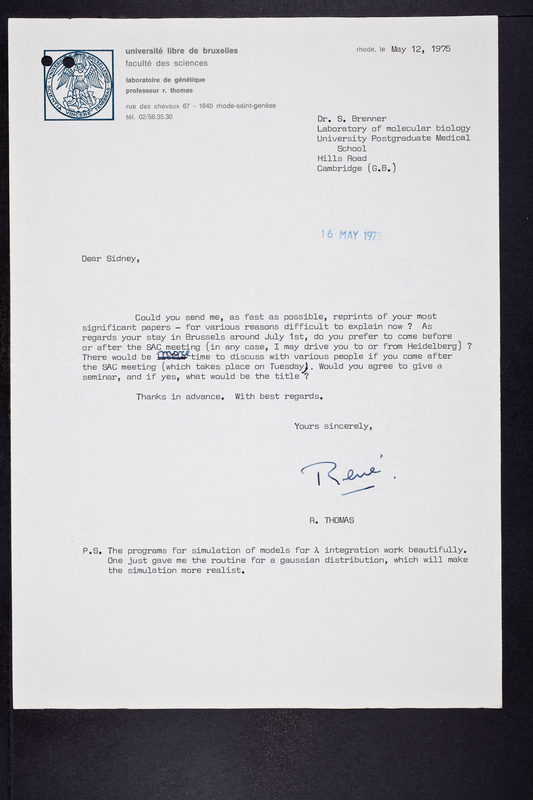 université libre de bruxelles
faculté des sciences
laboratoire de génétique
professeur r. thomas
rue des chevaux 67 - 1640 rhode-saint-genèse
tél. 02/58.35.30
rhode, le May 12, 1975
Dr. S. Brenner
Laboratory of molecular biology
University Postgraduate Medical
School
Hills Road
Cambridge (G.B.)
16 MAY 1975
Dear Sidney,
Could you send me, as fast as possible, reprints of your most
significant papers - for various reasons difficult to explain now ? As
regards your stay in Brussels around July 1st, do you prefer to come before
or after the SAC meeting (in any case, I may drive you to or from Heidelberg) ?
There would be more time to discuss with various people if you come after
the SAC meeting (which takes place on Tuesday). Would you agree to give a
seminar, and if yes, what would be the title ?
Thanks in advance. With best regards.
Yours sincerely,
René.
R. THOMAS
P.S. The programs for simulation of models for λ integration work beautifully.
One just gave me the routine for a gaussian distribution, which will make
the simulation more realist.